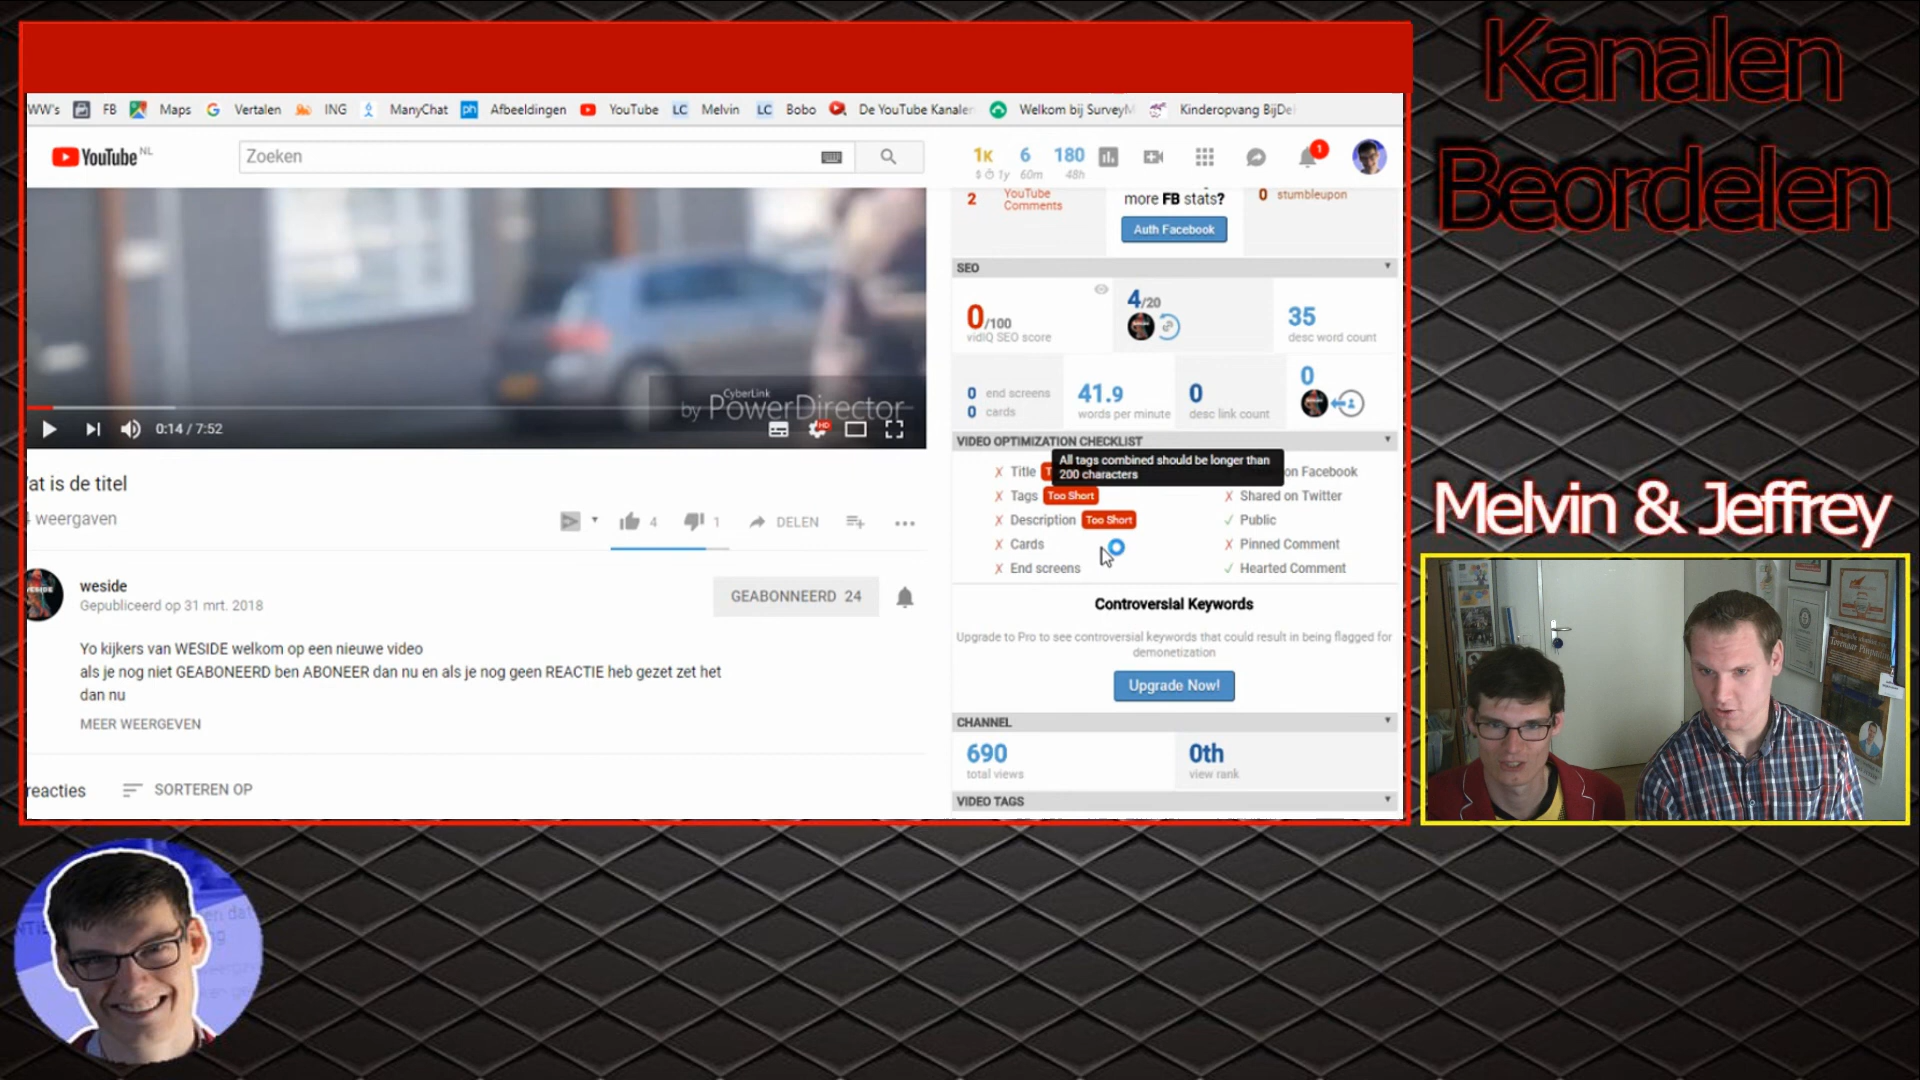 Kanalen
Beordelen
WW's FB Maps Vertalen ING ManyChat ph Afbeeldingen YouTube LC Melvin LC Bobo De YouTube Kanalen Welkom bij SurveyM Kinderopvang BijDe
YouTube NL
Zoeken
1K 6 180 1
$ 1y 60m 48h
2 YouTube Comments
more FB stats?
Auth Facebook
0 stumbleupon
SEO
0/100
vidIQ SEO score
4/20
35
desc word count
0 end screens
0 cards
41.9
words per minute
0
desc link count
0
CyberLink
by PowerDirector
0:14 / 7:52
HD
VIDEO OPTIMIZATION CHECKLIST
All tags combined should be longer than
200 characters
Title T
on Facebook
Tags Too Short
Shared on Twitter
Description Too Short
Public
Cards
Pinned Comment
End screens
Hearted Comment
at is de titel
weergaven
4 1 DELEN
weside
Gepubliceerd op 31 mrt. 2018
GEABONNEERD 24
Yo kijkers van WESIDE welkom op een nieuwe video
als je nog niet GEABONEERD ben ABONEER dan nu en als je nog geen REACTIE heb gezet zet het
dan nu
MEER WEERGEVEN
Controversial Keywords
Upgrade to Pro to see controversial keywords that could result in being flagged for
demonetization
Upgrade Now!
CHANNEL
690
total views
0th
view rank
VIDEO TAGS
reacties
SORTEREN OP
Melvin & Jeffrey